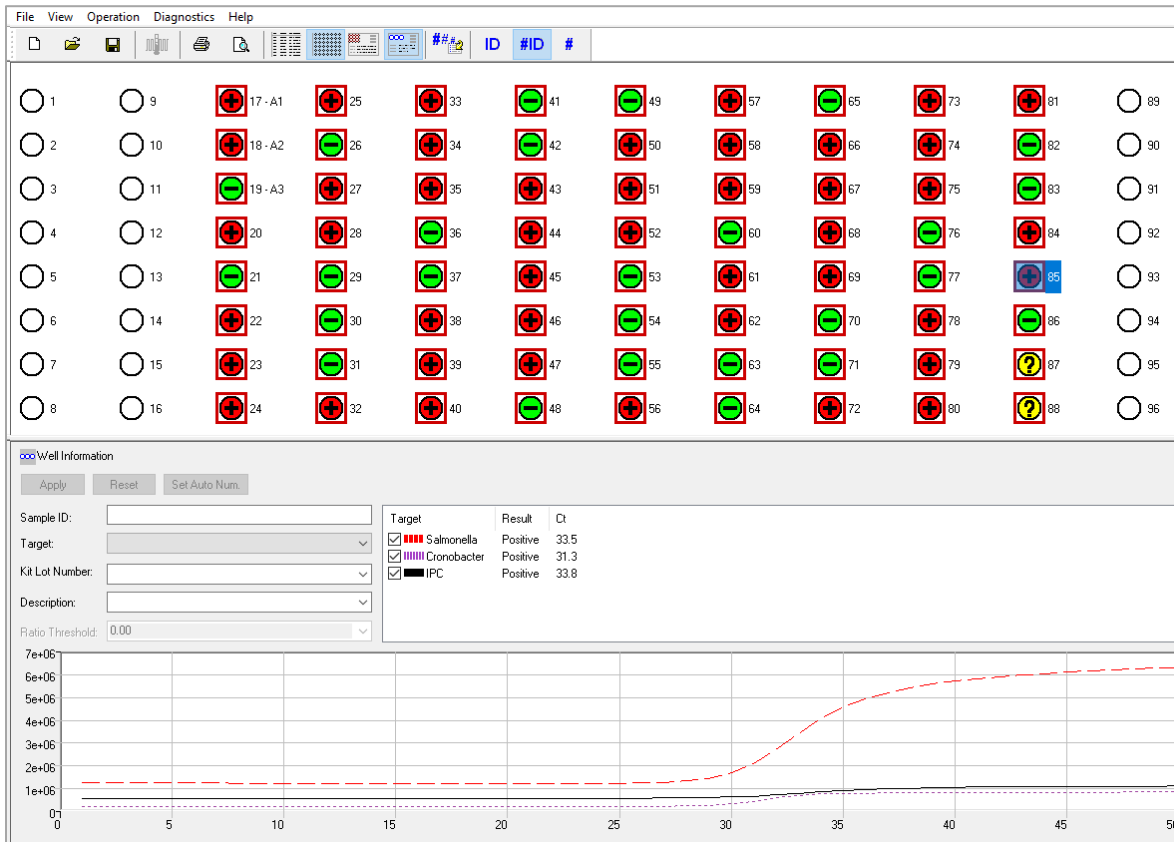 File View Operation Diagnostics Help
##.. ID #ID #
1 9 17 - A1 25 33 41 49 57 65 73 81 89
2 10 18 - A2 26 34 42 50 58 66 74 82 90
3 11 19 - A3 27 35 43 51 59 67 75 83 91
4 12 20 28 36 44 52 60 68 76 84 92
5 13 21 29 37 45 53 61 69 77 85 93
6 14 22 30 38 46 54 62 70 78 86 94
7 15 23 31 39 47 55 63 71 79 ? 87 95
8 16 24 32 40 48 56 64 72 80 ? 88 96
Well Information
Apply Reset Set Auto Num.
Sample ID:
Target:
Kit Lot Number:
Description:
Ratio Threshold: 0.00
Target Result Ct
Salmonella Positive 33.5
Cronobacter Positive 31.3
IPC Positive 33.8
7e+06
6e+06
5e+06
4e+06
3e+06
2e+06
1e+06
0
0 5 10 15 20 25 30 35 40 45 50